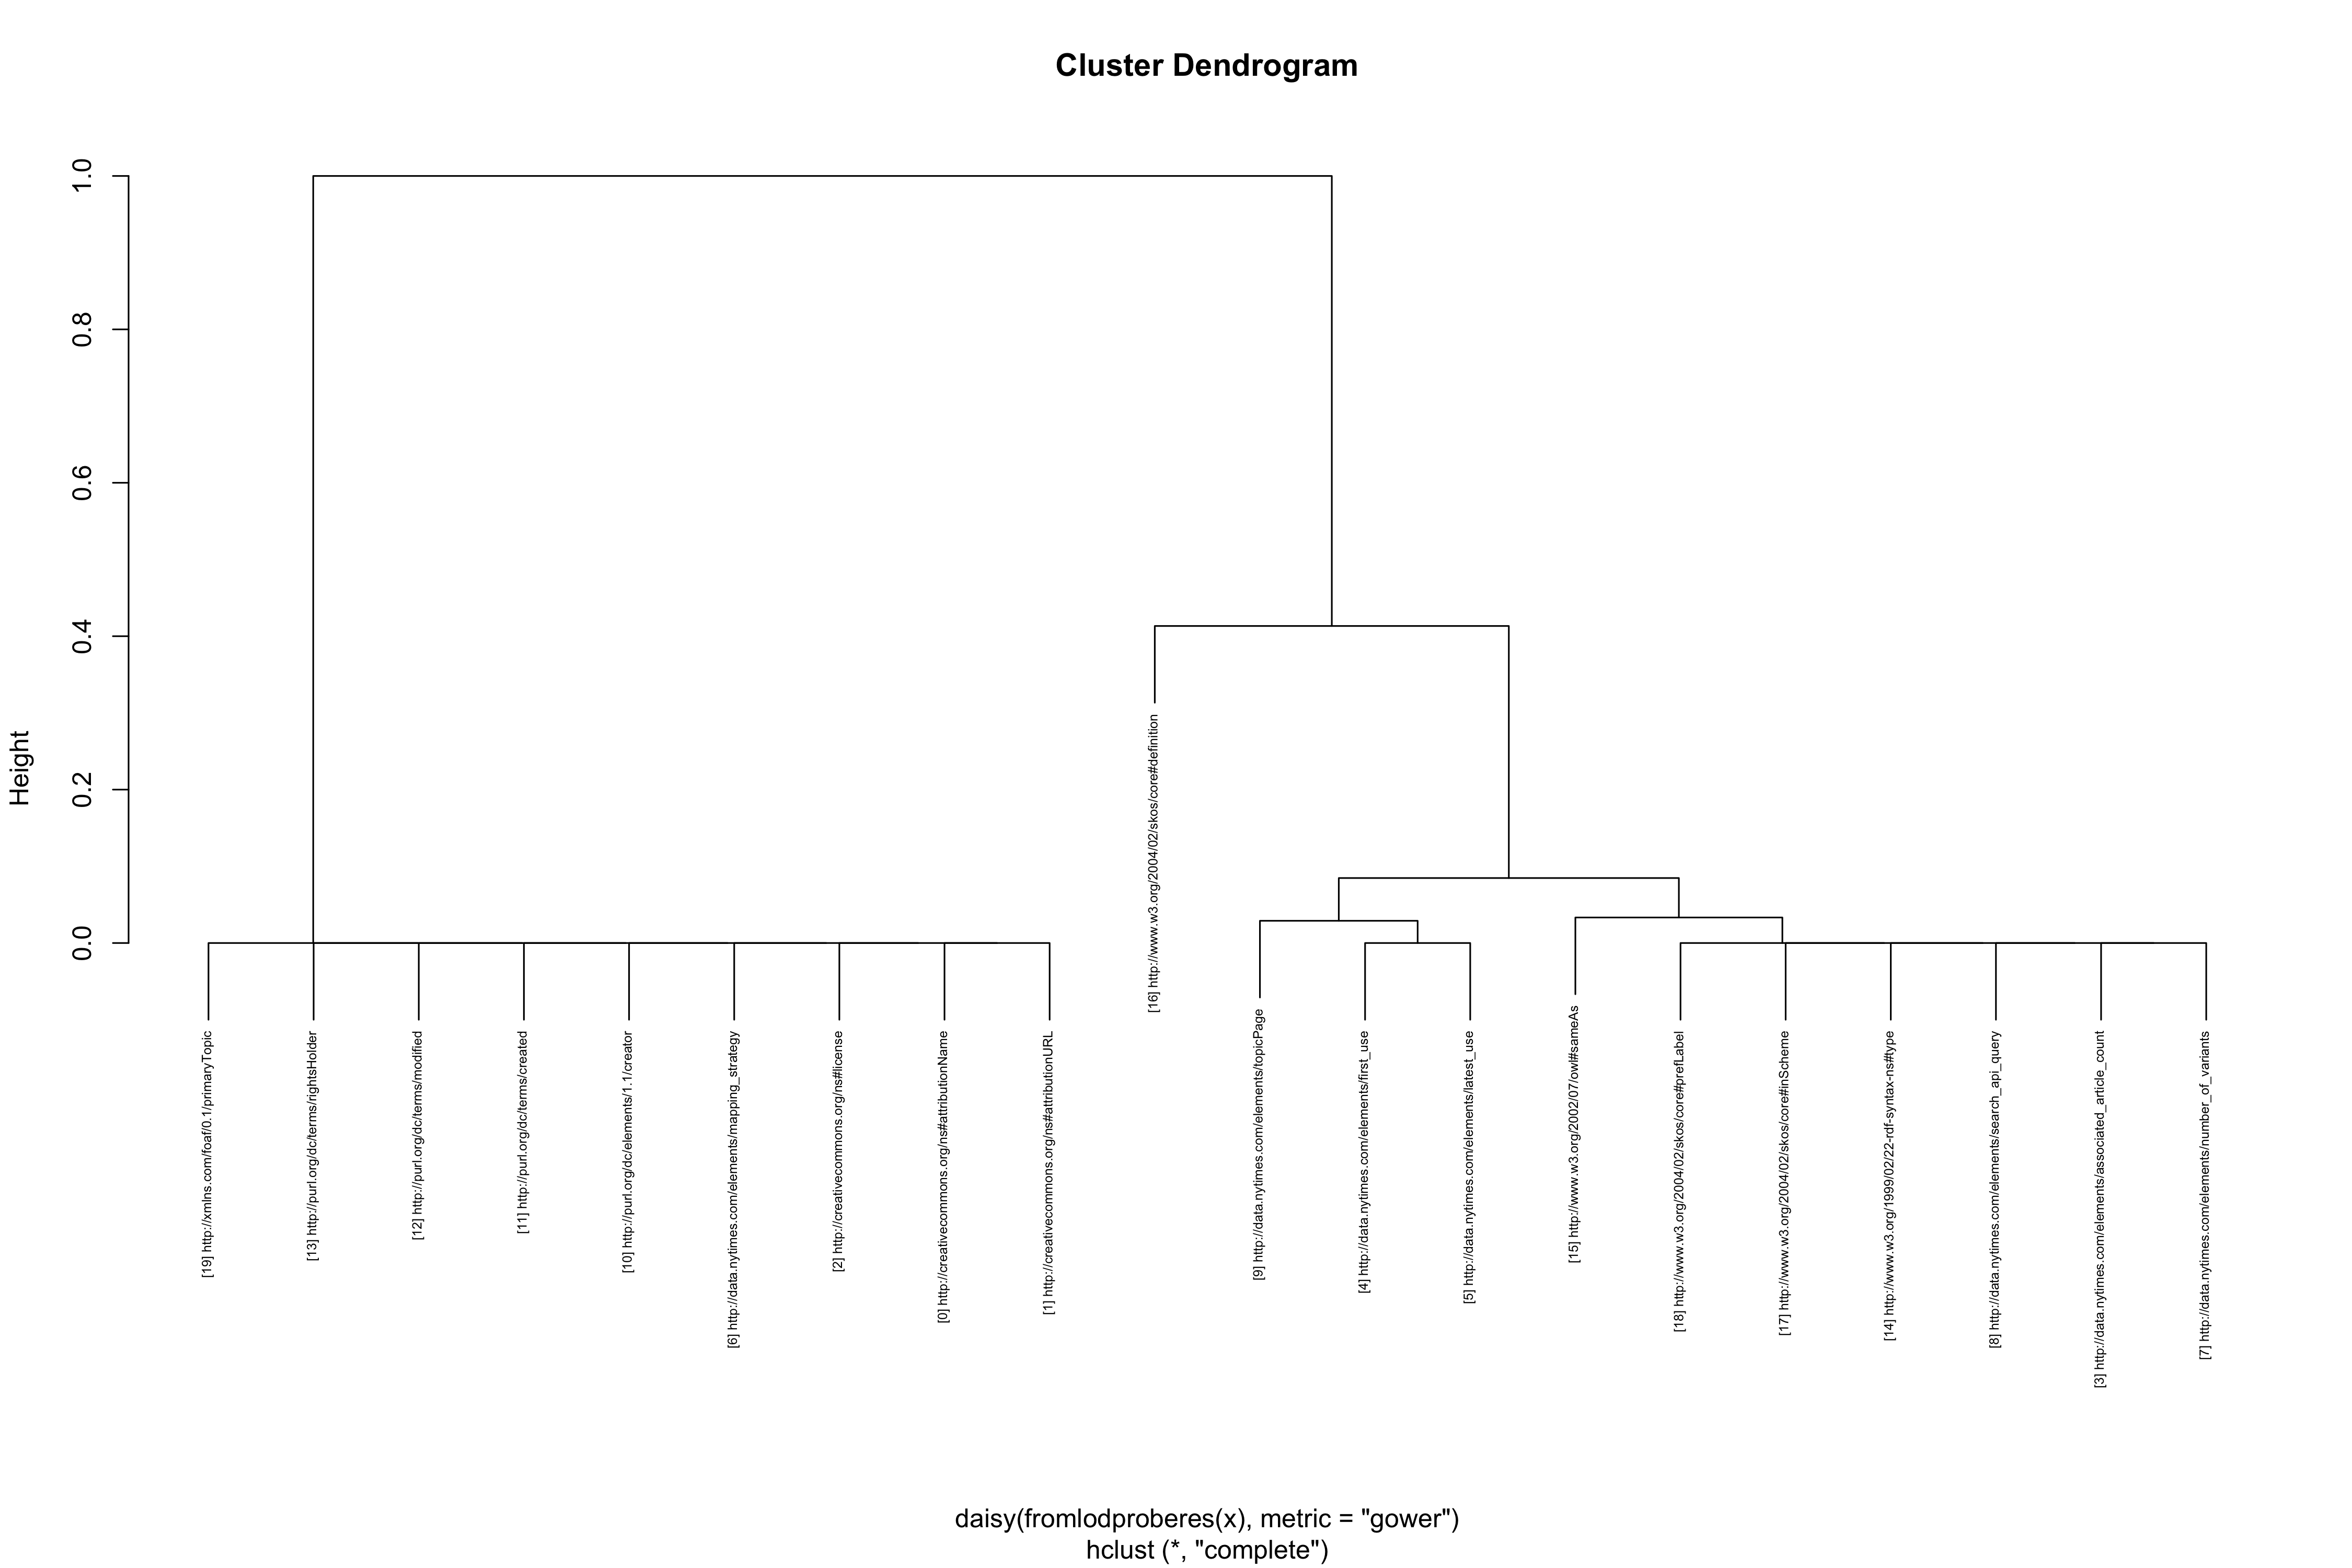 Cluster Dendrogram
Height
1.0
0.8
0.6
0.4
0.2
0.0
[19] http://xmlns.com/foaf/0.1/primaryTopic
[13] http://purl.org/dc/terms/rightsHolder
[12] http://purl.org/dc/terms/modified
[11] http://purl.org/dc/terms/created
[10] http://purl.org/dc/elements/1.1/creator
[6] http://data.nytimes.com/elements/mapping_strategy
[2] http://creativecommons.org/ns#license
[0] http://creativecommons.org/ns#attributionName
[1] http://creativecommons.org/ns#attributionURL
[16] http://www.w3.org/2004/02/skos/core#definition
[9] http://data.nytimes.com/elements/topicPage
[4] http://data.nytimes.com/elements/first_use
[5] http://data.nytimes.com/elements/latest_use
[15] http://www.w3.org/2002/07/owl#sameAs
[18] http://www.w3.org/2004/02/skos/core#prefLabel
[17] http://www.w3.org/2004/02/skos/core#inScheme
[14] http://www.w3.org/1999/02/22-rdf-syntax-ns#type
[8] http://data.nytimes.com/elements/search_api_query
[3] http://data.nytimes.com/elements/associated_article_count
[7] http://data.nytimes.com/elements/number_of_variants
daisy(fromlodproberes(x), metric = "gower")
hclust (*, "complete")